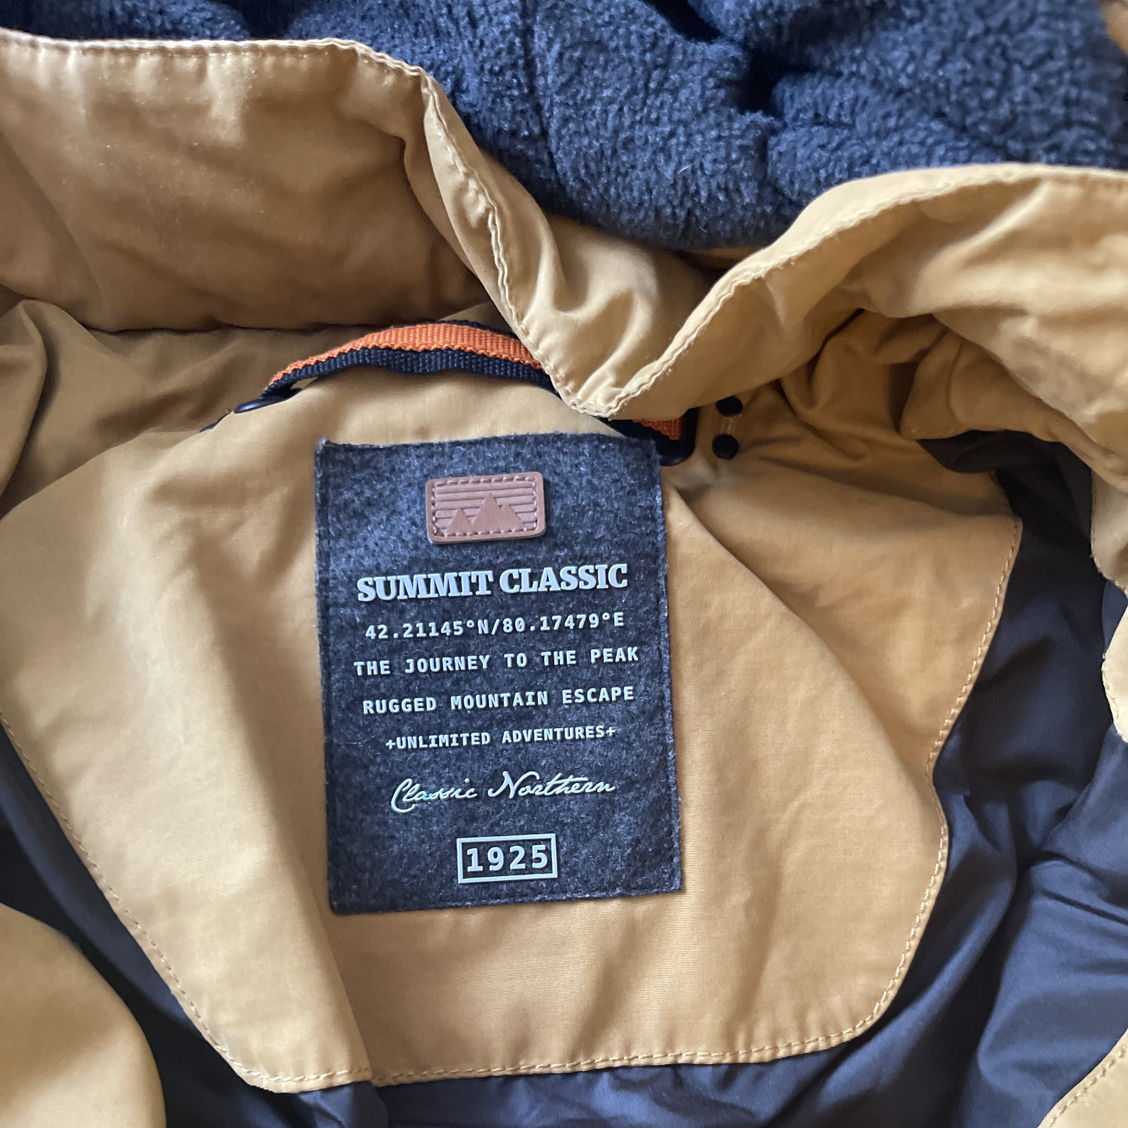 SUMMIT CLASSIC
42.21145°N/80.17479°E
THE JOURNEY TO THE PEAK
RUGGED MOUNTAIN ESCAPE
+UNLIMITED ADVENTURES+
Classic Northern
1925